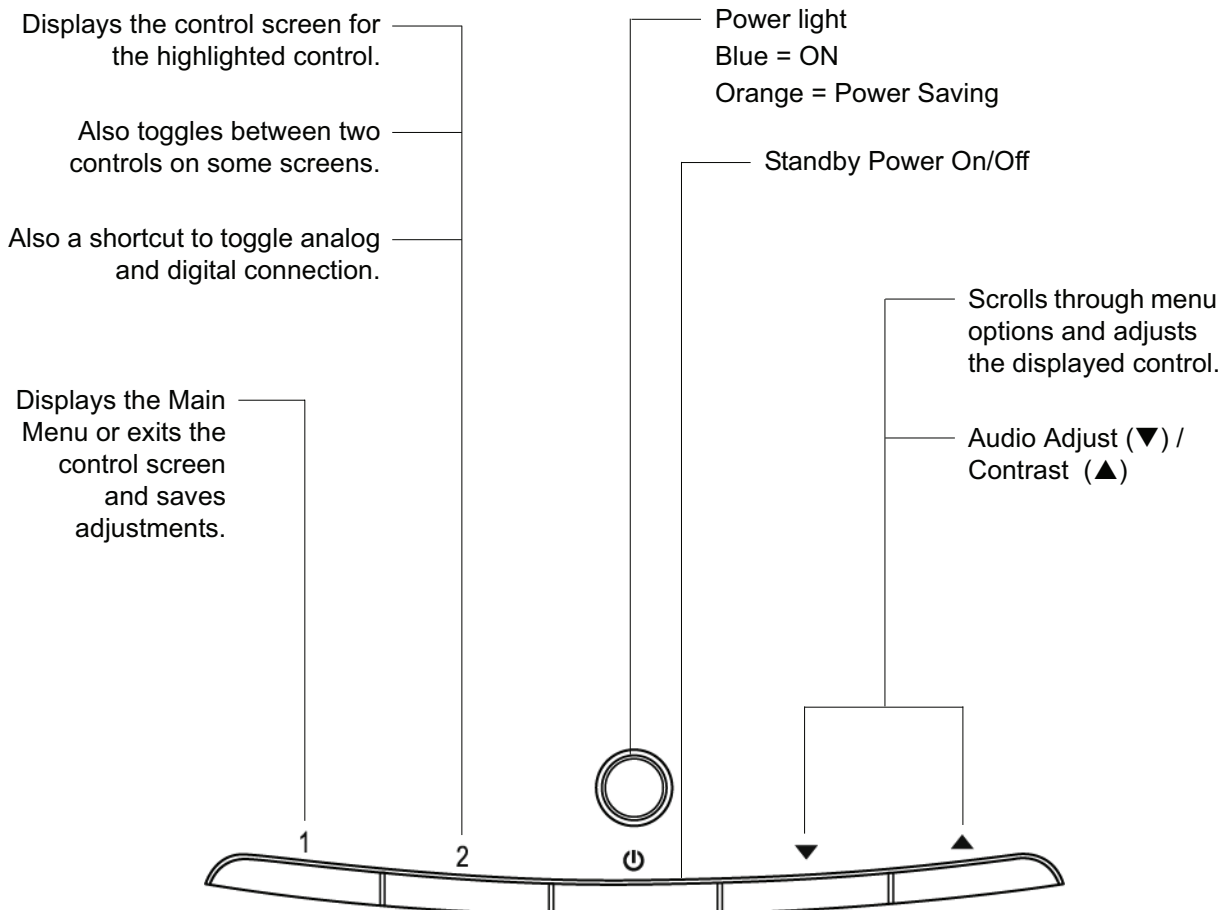 Displays the control screen for
the highlighted control.
Also toggles between two
controls on some screens.
Also a shortcut to toggle analog
and digital connection.
Displays the Main
Menu or exits the
control screen
and saves
adjustments.
Power light
Blue = ON
Orange = Power Saving
Standby Power On/Off
Scrolls through menu
options and adjusts
the displayed control.
Audio Adjust (▼) /
Contrast (▲)
1
2